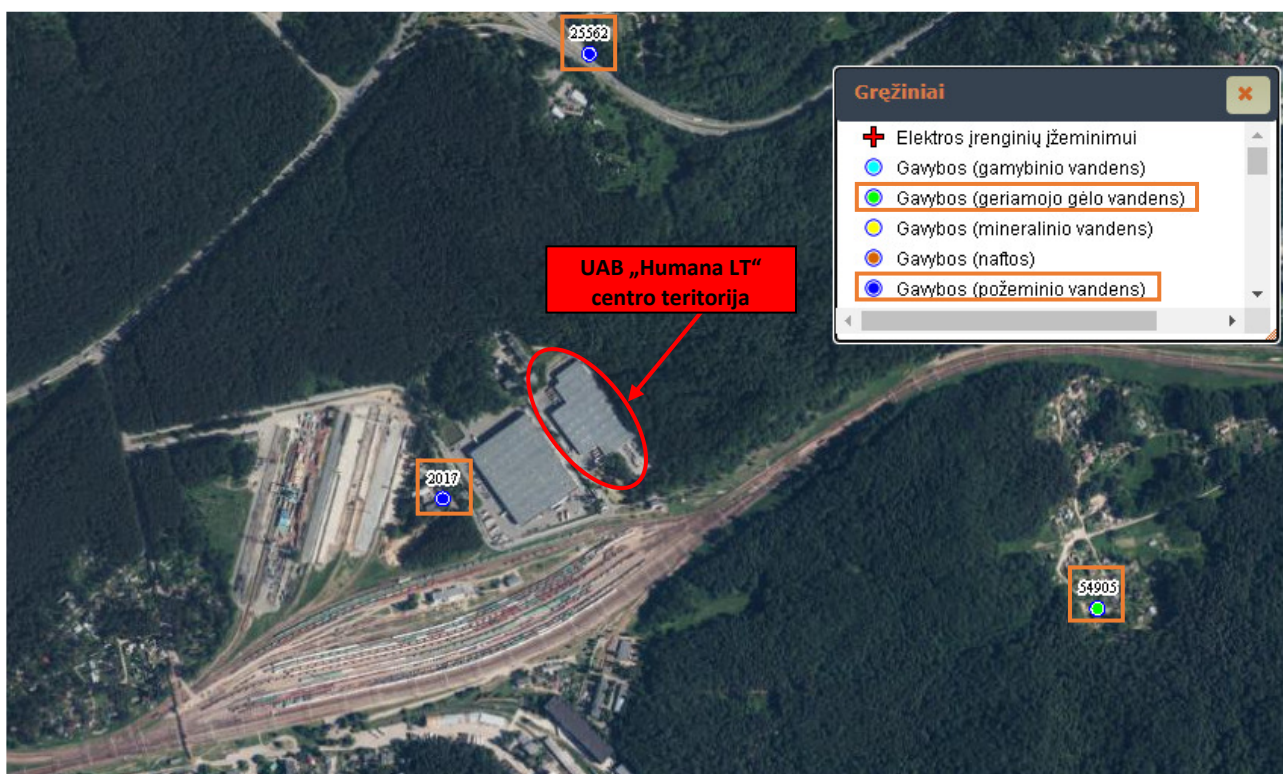 25562
Gręžiniai
Elektros įrenginių įžeminimui
Gavybos (gamybinio vandens)
Gavybos (geriamojo gėlo vandens)
Gavybos (mineralinio vandens)
Gavybos (naftos)
Gavybos (požeminio vandens)
UAB „Humana LT“
centro teritorija
2017
54905